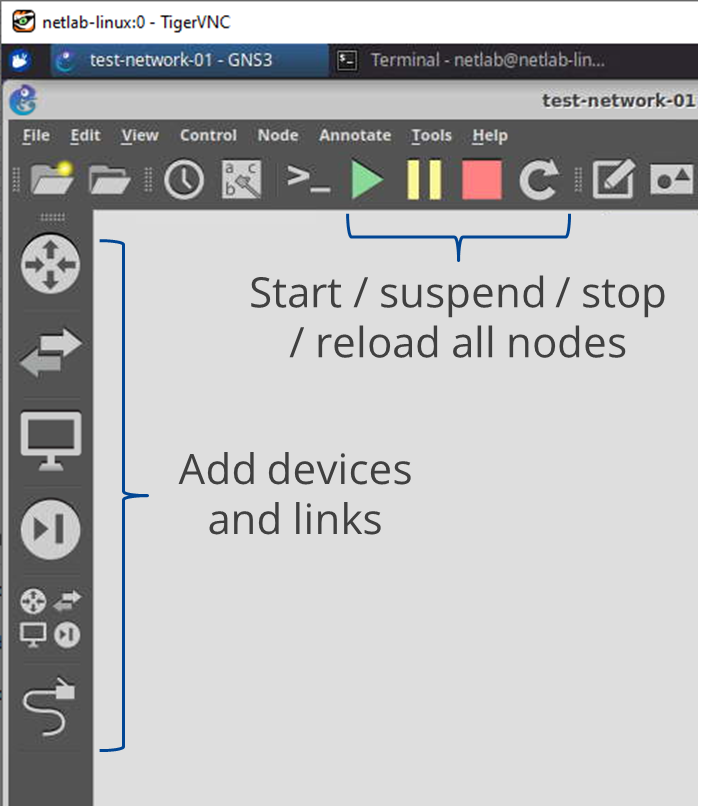 netlab-linux:0 - TigerVNC
test-network-01 - GNS3
Terminal - netlab@netlab-lin...
test-network-01
File Edit View Control Node Annotate Tools Help
a c
b
>_
Start / suspend / stop
/ reload all nodes
Add devices
and links